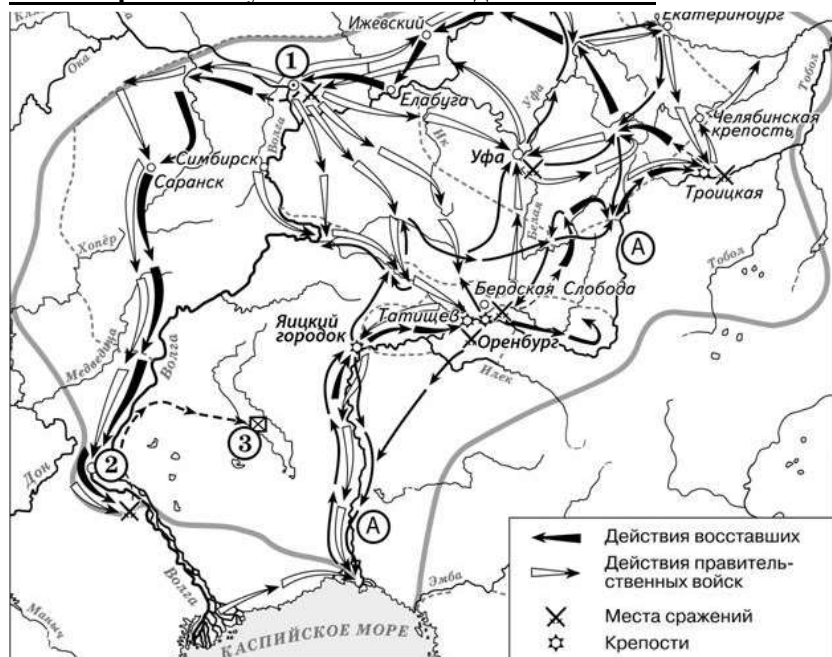 Ижевский
Екатеринбург
Ока
1
Елабуга
Уфа
Тобол
Челябинская
крепость
Волга
Ик
Уфа
Симбирск
Саранск
Троицкая
Белая
А
Хопёр
Тобол
Бердская Слобода
Татищев
Яицкий
городок
Оренбург
Медведица
Волга
Илек
3
2
Дон
А
Действия восставших
Действия правитель-
ственных войск
Волга
Эмба
Места сражений
Маныч
КАСПИЙСКОЕ МОРЕ
Крепости